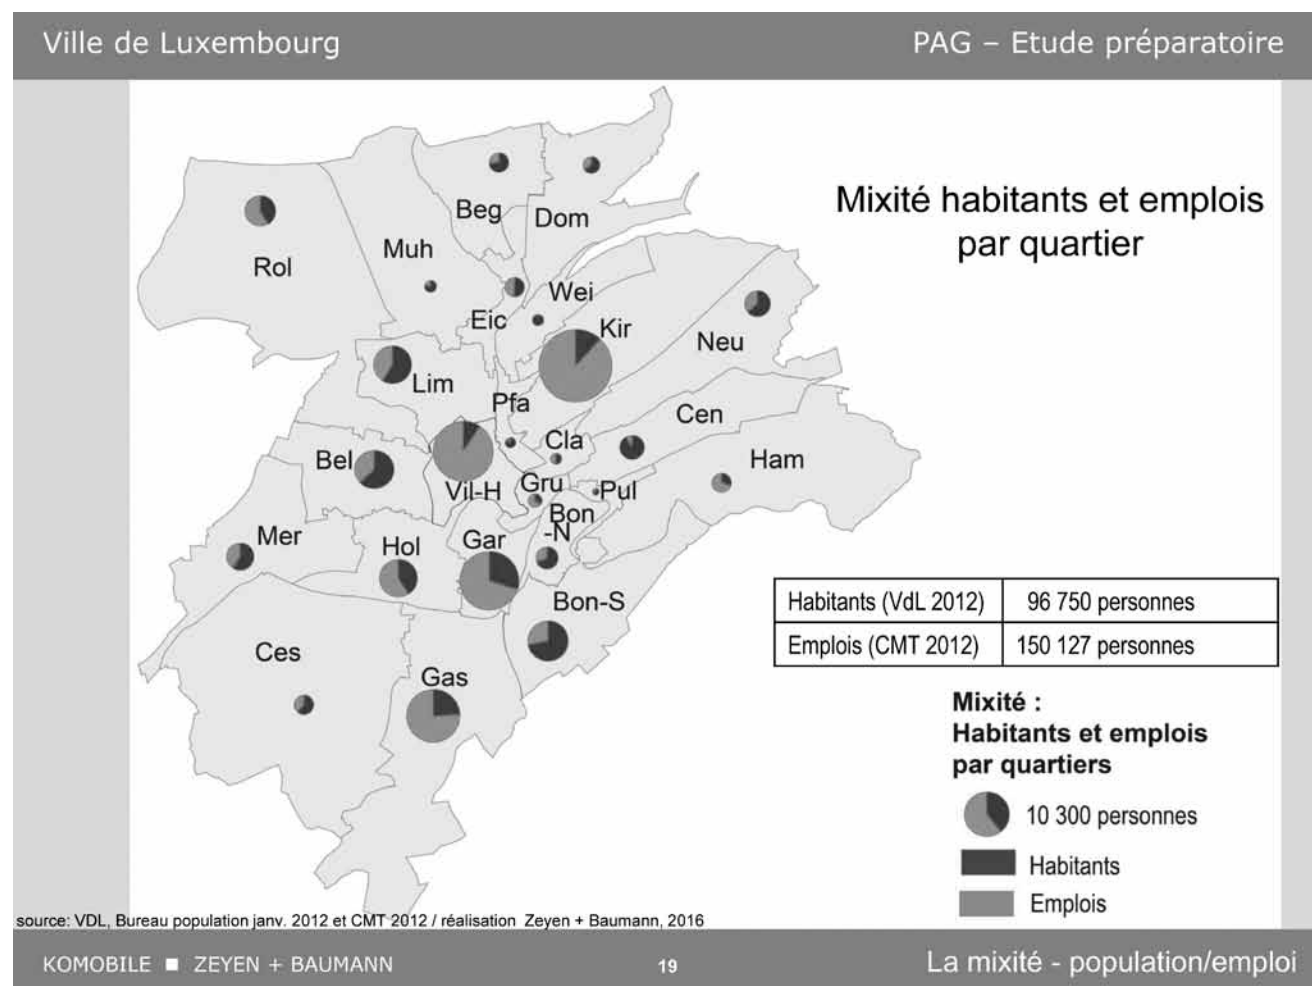 Ville de Luxembourg
PAG – Etude préparatoire
Mixité habitants et emplois
par quartier
Beg
Dom
Muh
Rol
Wei
Eic
Kir
Neu
Lim
Pfa
Cen
Cla
Bel
Ham
Vil-H
Gru
Pul
Bon
-N
Mer
Hol
Gar
Bon-S
Ces
Gas
Habitants (VdL 2012) 96 750 personnes
Emplois (CMT 2012) 150 127 personnes
Mixité :
Habitants et emplois
par quartiers
10 300 personnes
Habitants
Emplois
source: VDL, Bureau population janv. 2012 et CMT 2012 / réalisation Zeyen + Baumann, 2016
KOMOBILE ■ ZEYEN + BAUMANN
19
La mixité - population/emploi